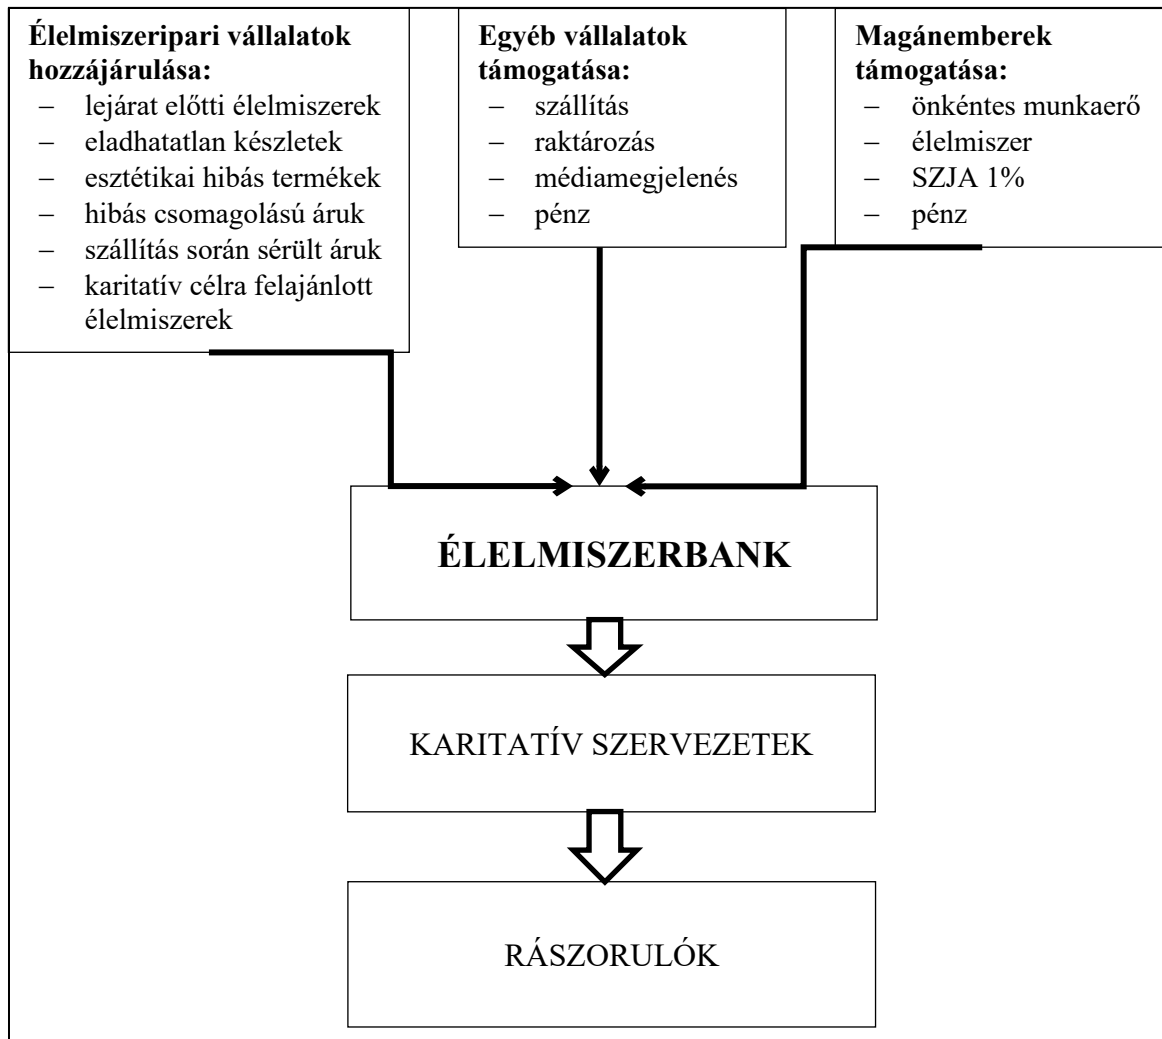 Élelmiszeripari vállalatok
hozzájárulása:
– lejárat előtti élelmiszerek
– eladhatatlan készletek
– esztétikai hibás termékek
– hibás csomagolású áruk
– szállítás során sérült áruk
– karitatív célra felajánlott
élelmiszerek
Egyéb vállalatok
támogatása:
– szállítás
– raktározás
– médiamegjelenés
– pénz
Magánemberek
támogatása:
– önkéntes munkaerő
– élelmiszer
– SZJA 1%
– pénz
ÉLELMISZERBANK
KARITATÍV SZERVEZETEK
RÁSZORULÓK